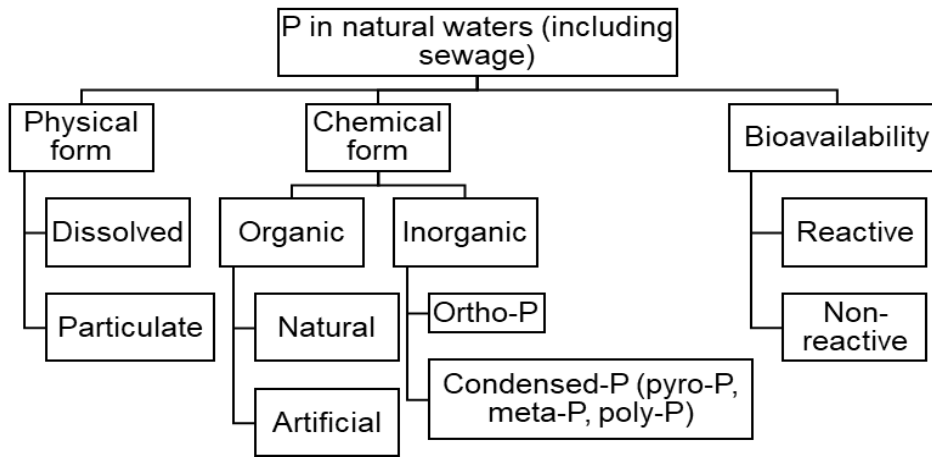 P in natural waters (including
sewage)
Physical
form
Chemical
form
Bioavailability
Dissolved
Organic
Inorganic
Reactive
Particulate
Natural
Ortho-P
Non-
reactive
Artificial
Condensed-P (pyro-P,
meta-P, poly-P)